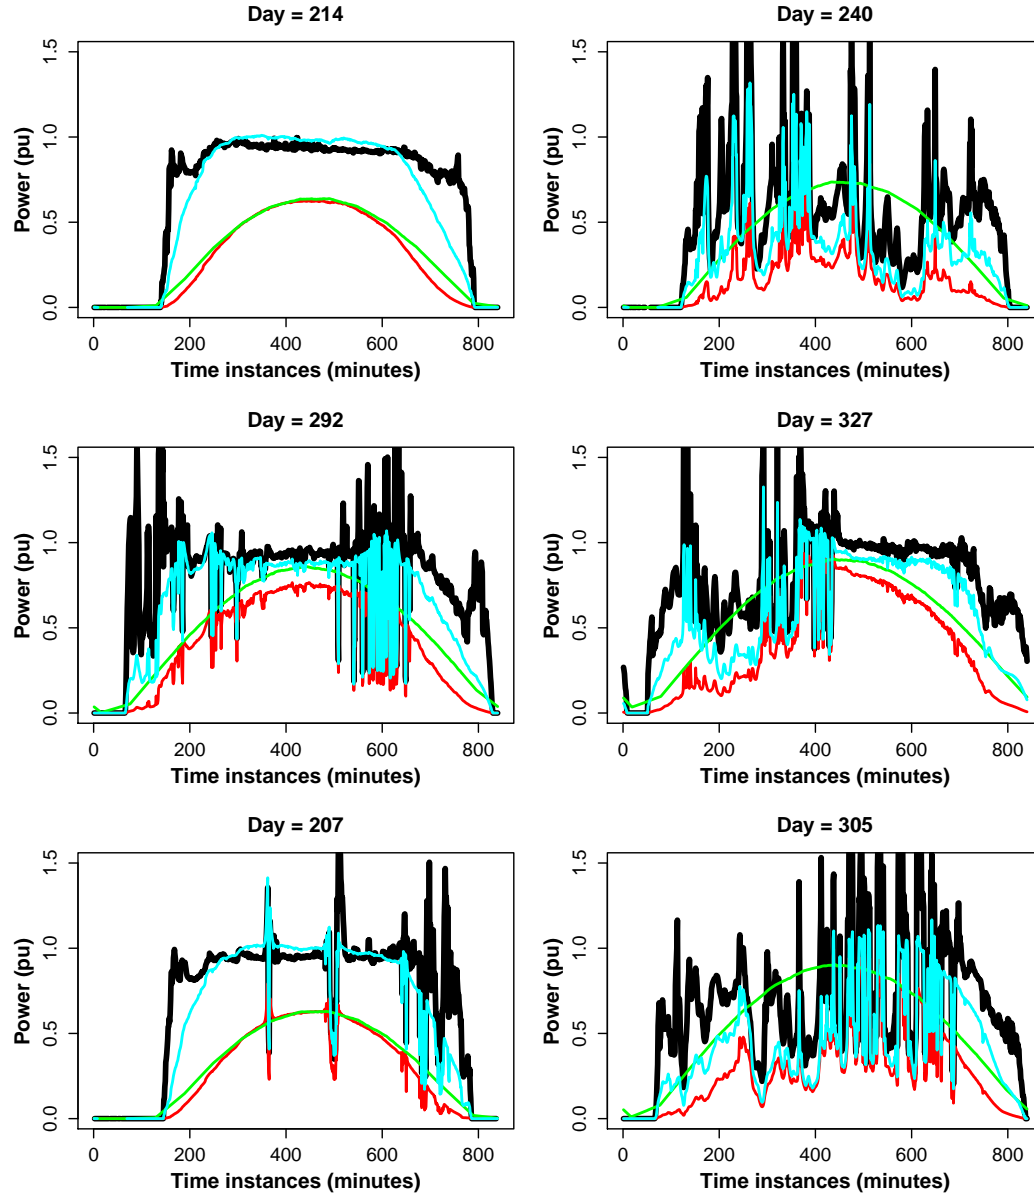 Day = 214
Power (pu)
0.0 0.5 1.0 1.5
0 200 400 600 800
Time instances (minutes)
Day = 240
Power (pu)
0.0 0.5 1.0 1.5
0 200 400 600 800
Time instances (minutes)
Day = 292
Power (pu)
0.0 0.5 1.0 1.5
0 200 400 600 800
Time instances (minutes)
Day = 327
Power (pu)
0.0 0.5 1.0 1.5
0 200 400 600 800
Time instances (minutes)
Day = 207
Power (pu)
0.0 0.5 1.0 1.5
0 200 400 600 800
Time instances (minutes)
Day = 305
Power (pu)
0.0 0.5 1.0 1.5
0 200 400 600 800
Time instances (minutes)